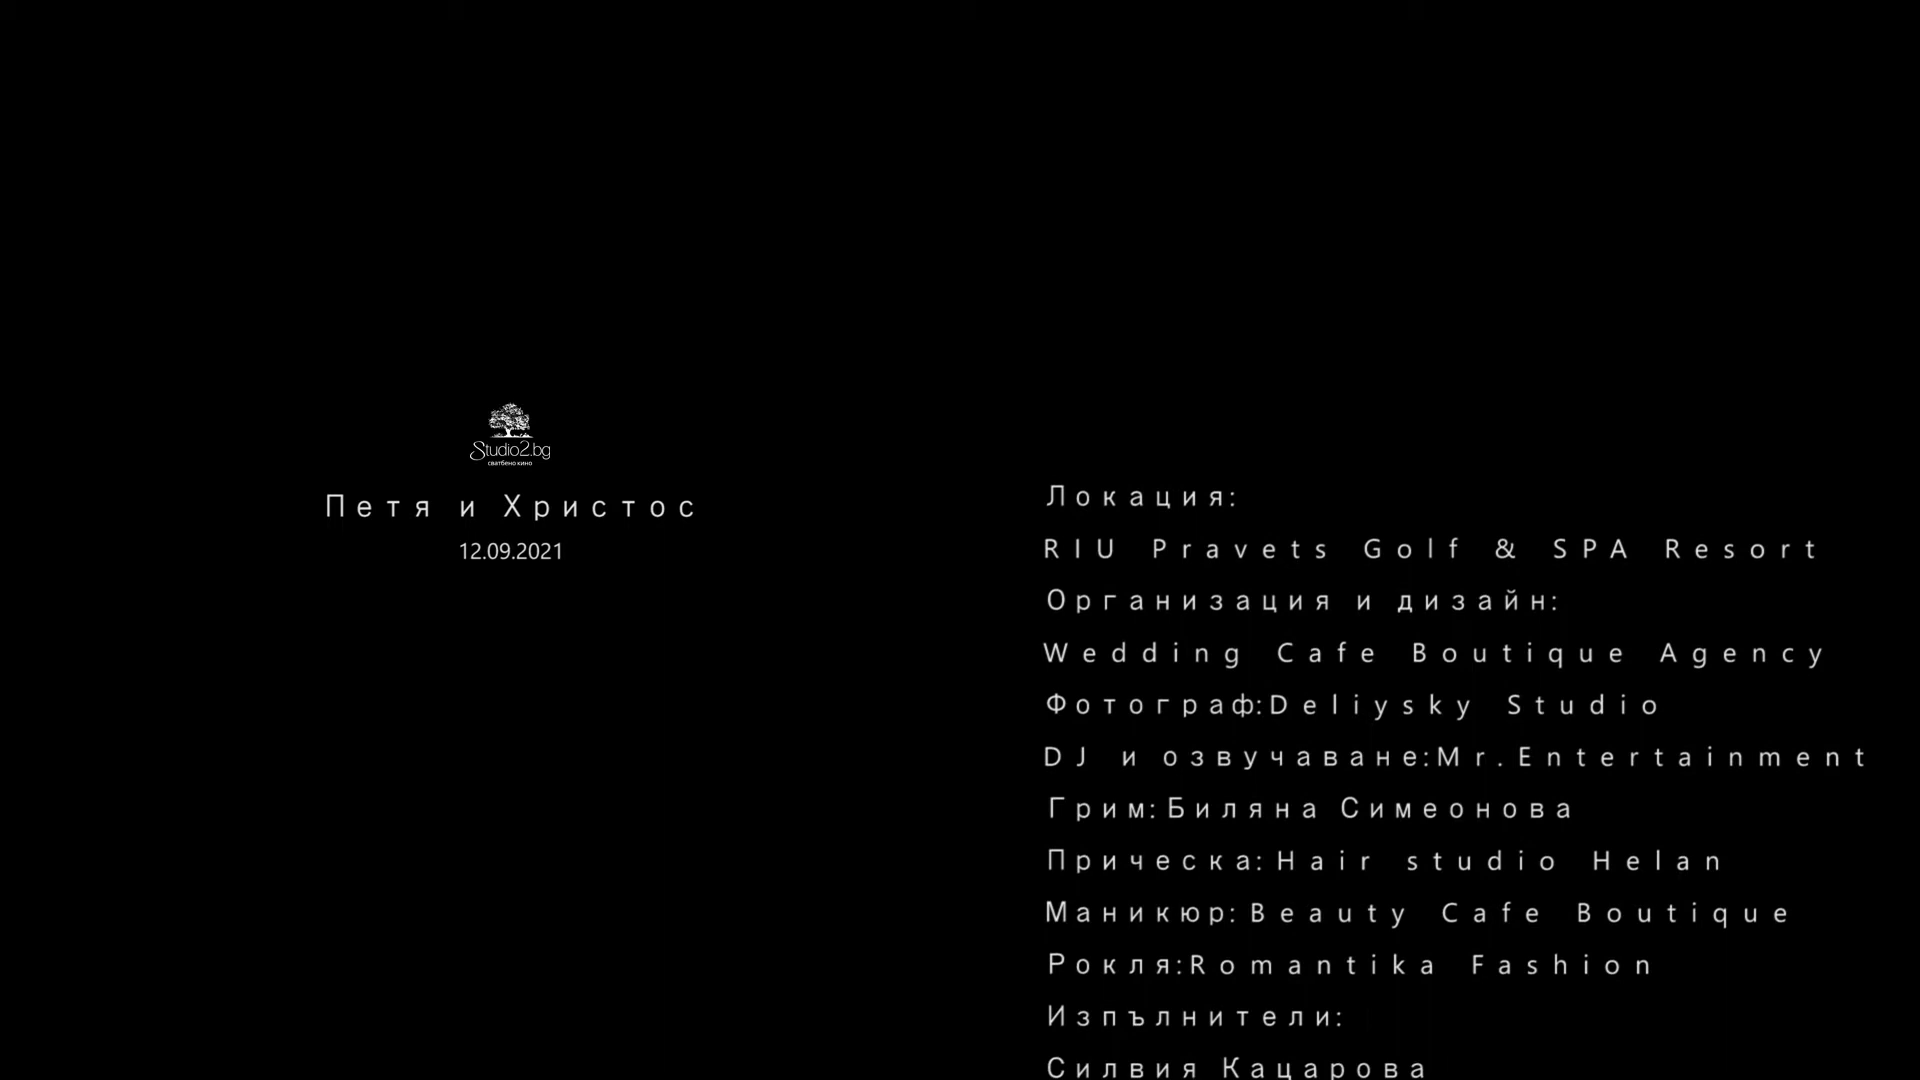 Studio2.bg
сватбено кино
Петя и Христос
12.09.2021
Локация:
RIU Pravets Golf & SPA Resort
Организация и дизайн:
Wedding Cafe Boutique Agency
Фотограф:Deliysky Studio
DJ и озвучаване:Mr.Entertainment
Грим:Биляна Симеонова
Прическа:Hair studio Helan
Маникюр:Beauty Cafe Boutique
Рокля:Romantika Fashion
Изпълнители:
Силвия Кацарова